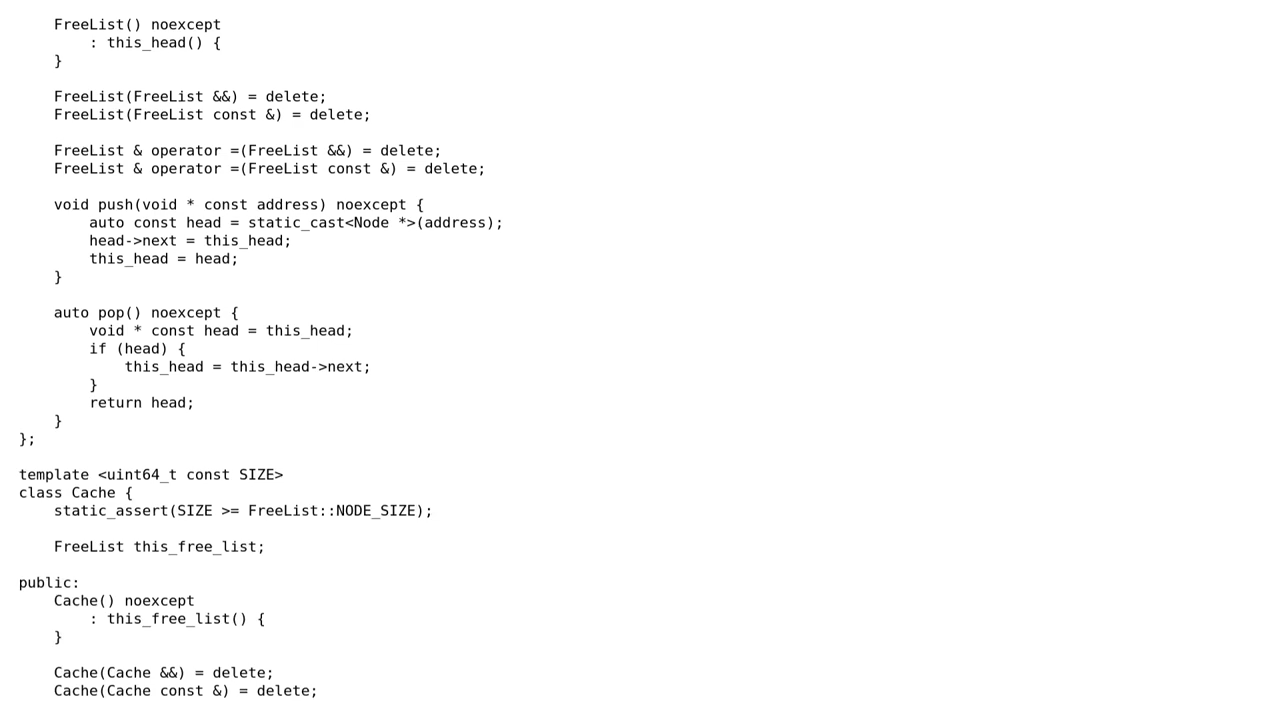 FreeList() noexcept
        : this_head() {
    }

    FreeList(FreeList &&) = delete;
    FreeList(FreeList const &) = delete;

    FreeList & operator =(FreeList &&) = delete;
    FreeList & operator =(FreeList const &) = delete;

    void push(void * const address) noexcept {
        auto const head = static_cast<Node *>(address);
        head->next = this_head;
        this_head = head;
    }

    auto pop() noexcept {
        void * const head = this_head;
        if (head) {
            this_head = this_head->next;
        }
        return head;
    }
};

template <uint64_t const SIZE>
class Cache {
    static_assert(SIZE >= FreeList::NODE_SIZE);

    FreeList this_free_list;

public:
    Cache() noexcept
        : this_free_list() {
    }

    Cache(Cache &&) = delete;
    Cache(Cache const &) = delete;